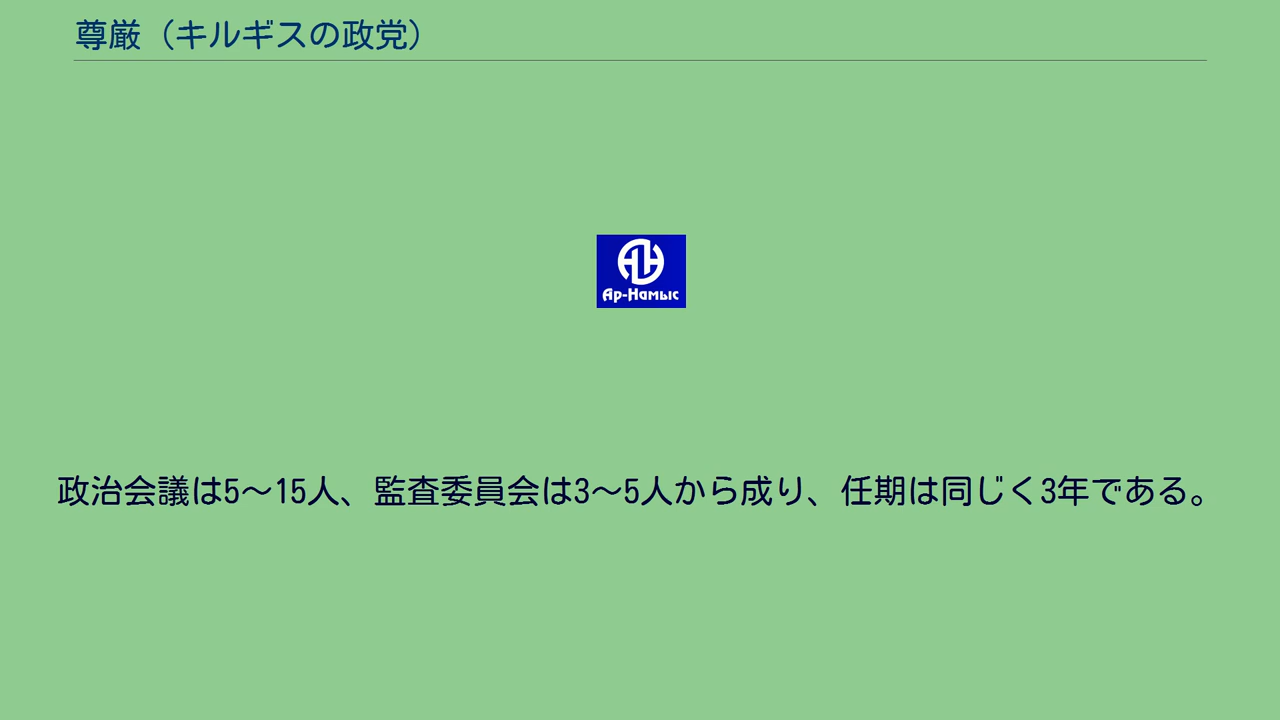 尊厳（キルギスの政党）
Ар-Намыс
政治会議は5〜15人、監査委員会は3〜5人から成り、任期は同じく3年である。